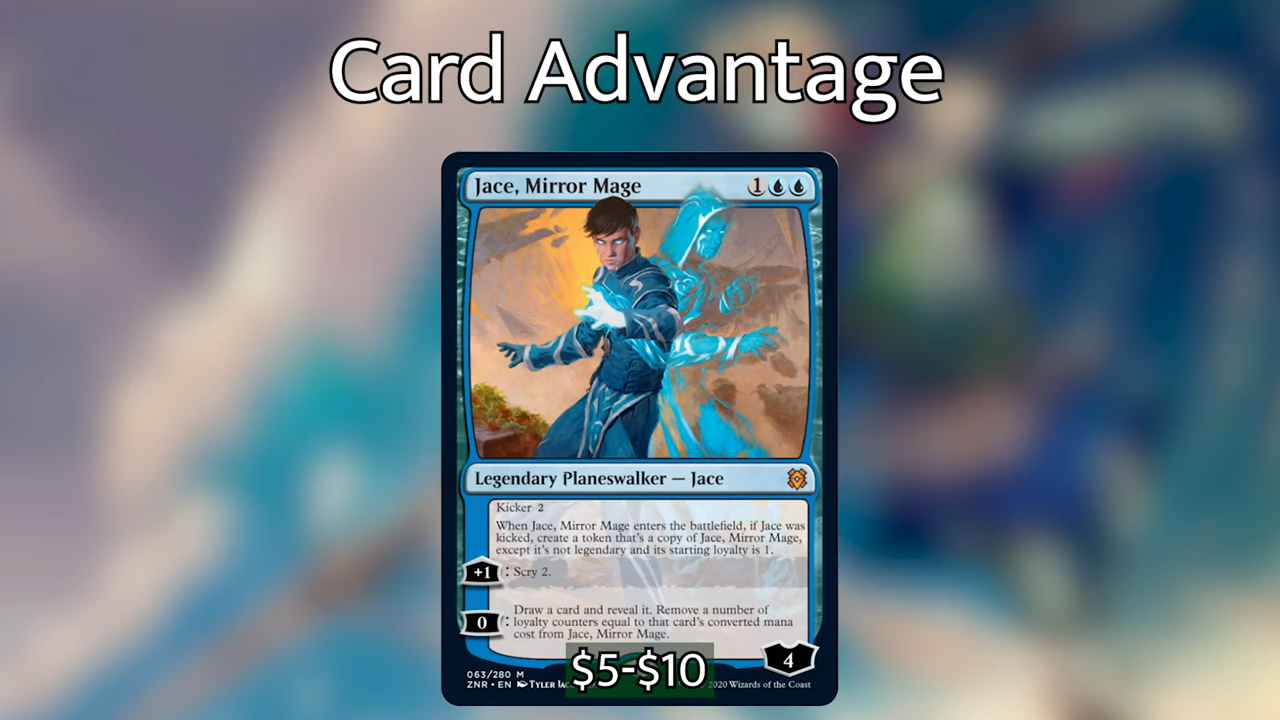 Card Advantage
Jace, Mirror Mage
1
Legendary Planeswalker — Jace
Kicker 2
When Jace, Mirror Mage enters the battlefield, if Jace was
kicked, create a token that's a copy of Jace, Mirror Mage,
except it's not legendary and its starting loyalty is 1.
+1 : Scry 2.
Draw a card and reveal it. Remove a number of
0 : loyalty counters equal to that card's converted mana
cost from Jace, Mirror Mage.
4
$5-$10
063/280 M
ZNR • EN Tyler 2020 Wizards of the Coast